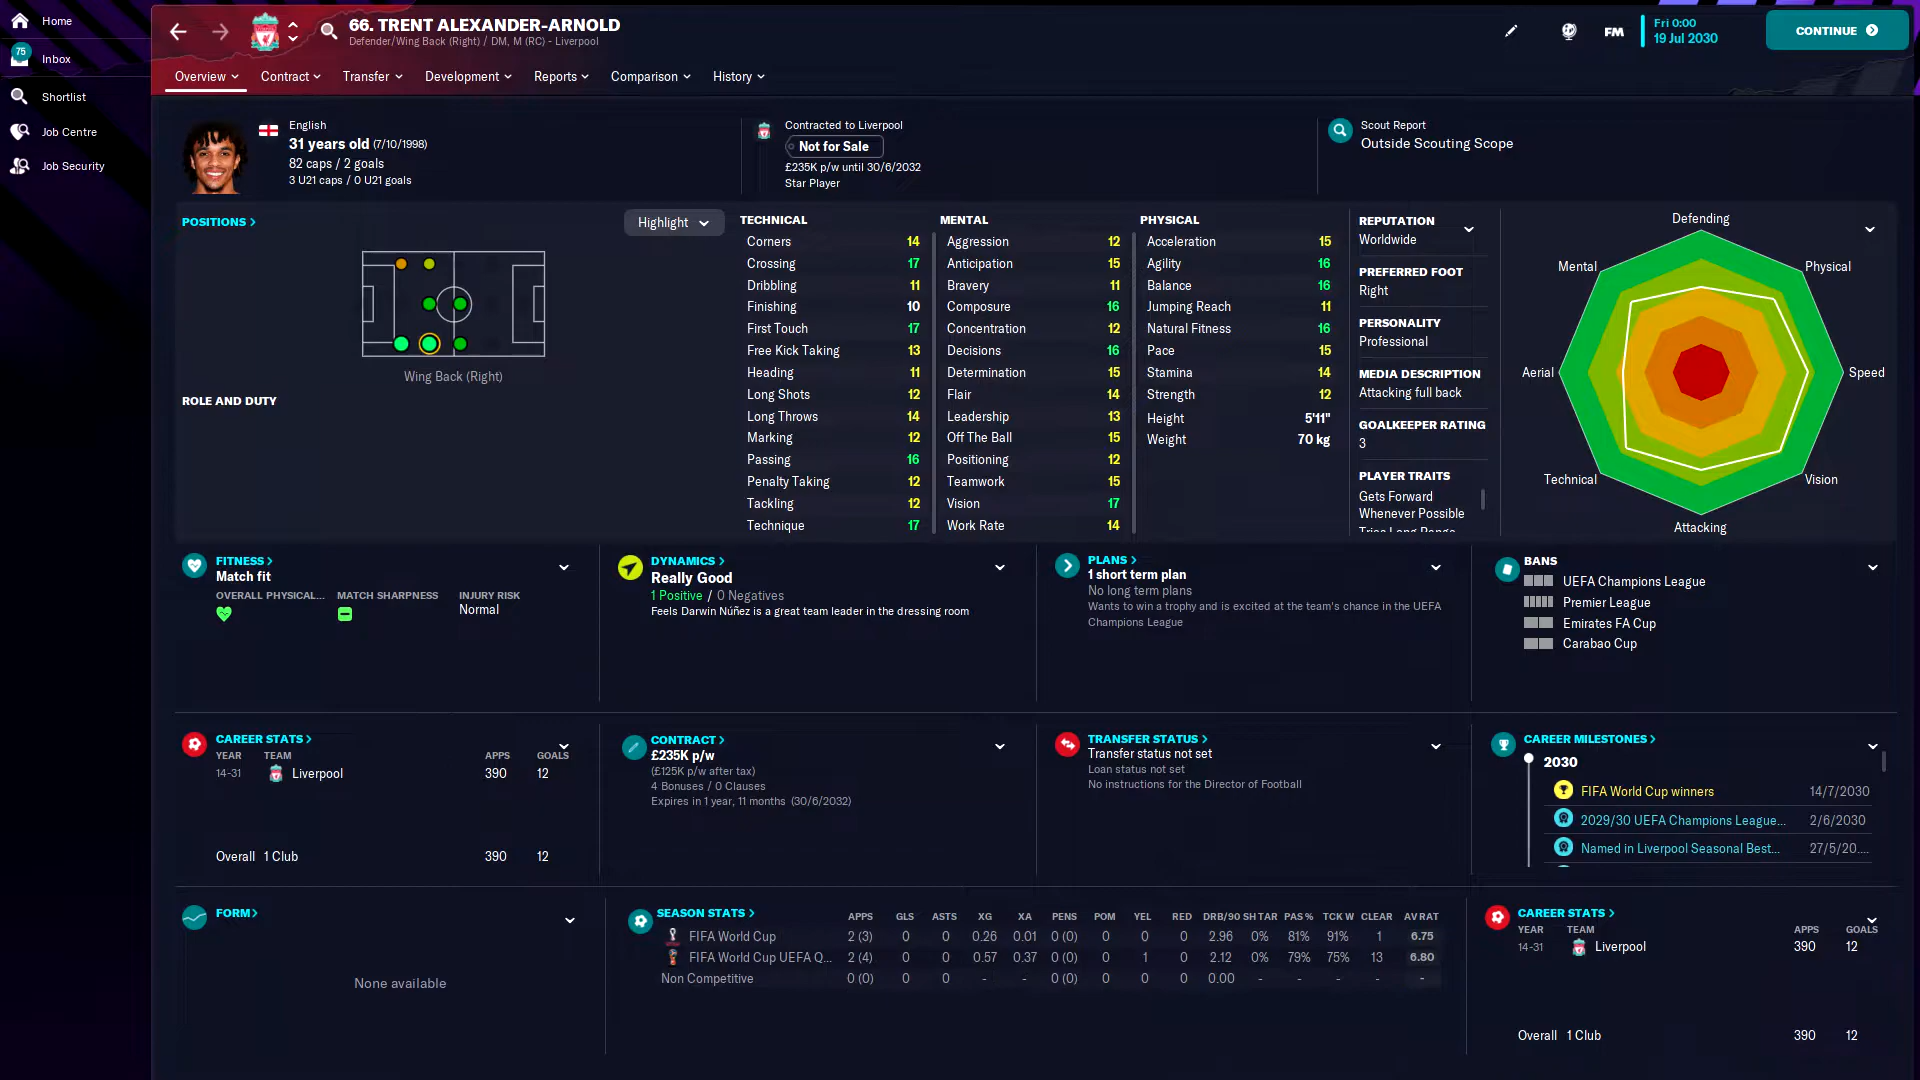 Home
75
Inbox
Shortlist
Job Centre
Job Security
66. TRENT ALEXANDER-ARNOLD
Defender/Wing Back (Right) / DM, M (RC) - Liverpool
FM
Fri 0:00
19 Jul 2030
CONTINUE
Overview
Contract
Transfer
Development
Reports
Comparison
History
English
31 years old (7/10/1998)
82 caps / 2 goals
3 U21 caps / 0 U21 goals
Contracted to Liverpool
Not for Sale
£235K p/w until 30/6/2032
Star Player
Scout Report
Outside Scouting Scope
POSITIONS >
Highlight
Wing Back (Right)
ROLE AND DUTY
TECHNICAL
Corners 14
Crossing 17
Dribbling 11
Finishing 10
First Touch 17
Free Kick Taking 13
Heading 11
Long Shots 12
Long Throws 14
Marking 12
Passing 16
Penalty Taking 12
Tackling 12
Technique 17
MENTAL
Aggression 12
Anticipation 15
Bravery 11
Composure 16
Concentration 12
Decisions 16
Determination 15
Flair 14
Leadership 13
Off The Ball 15
Positioning 12
Teamwork 15
Vision 17
Work Rate 14
PHYSICAL
Acceleration 15
Agility 16
Balance 16
Jumping Reach 11
Natural Fitness 16
Pace 15
Stamina 14
Strength 12
Height 5'11"
Weight 70 kg
REPUTATION
Worldwide
PREFERRED FOOT
Right
PERSONALITY
Professional
MEDIA DESCRIPTION
Attacking full back
GOALKEEPER RATING
3
PLAYER TRAITS
Gets Forward
Whenever Possible
Tries Long Range
Defending
Mental
Physical
Aerial
Speed
Technical
Vision
Attacking
FITNESS >
Match fit
OVERALL PHYSICAL... MATCH SHARPNESS INJURY RISK
Normal
DYNAMICS >
Really Good
1 Positive / 0 Negatives
Feels Darwin Núñez is a great team leader in the dressing room
PLANS >
1 short term plan
No long term plans
Wants to win a trophy and is excited at the team's chance in the UEFA
Champions League
BANS
UEFA Champions League
Premier League
Emirates FA Cup
Carabao Cup
CAREER STATS >
YEAR TEAM APPS GOALS
14-31 Liverpool 390 12
Overall 1 Club 390 12
CONTRACT >
£235K p/w
(£125K p/w after tax)
4 Bonuses / 0 Clauses
Expires in 1 year, 11 months (30/6/2032)
TRANSFER STATUS >
Transfer status not set
Loan status not set
No instructions for the Director of Football
CAREER MILESTONES >
2030
FIFA World Cup winners 14/7/2030
2029/30 UEFA Champions League... 2/6/2030
Named in Liverpool Seasonal Best... 27/5/20....
FORM >
None available
SEASON STATS > APPS GLS ASTS XG XA PENS POM YEL RED DRB/90 SH TAR PAS % TCK W CLEAR AV RAT
FIFA World Cup 2 (3) 0 0 0.26 0.01 0 (0) 0 0 0 2.96 0% 81% 91% 1 6.75
FIFA World Cup UEFA Q... 2 (4) 0 0 0.57 0.37 0 (0) 0 1 0 2.12 0% 79% 75% 13 6.80
Non Competitive 0 (0) 0 0 - - 0 (0) 0 0 0 0.00 - - - - -
CAREER STATS >
YEAR TEAM APPS GOALS
14-31 Liverpool 390 12
Overall 1 Club 390 12